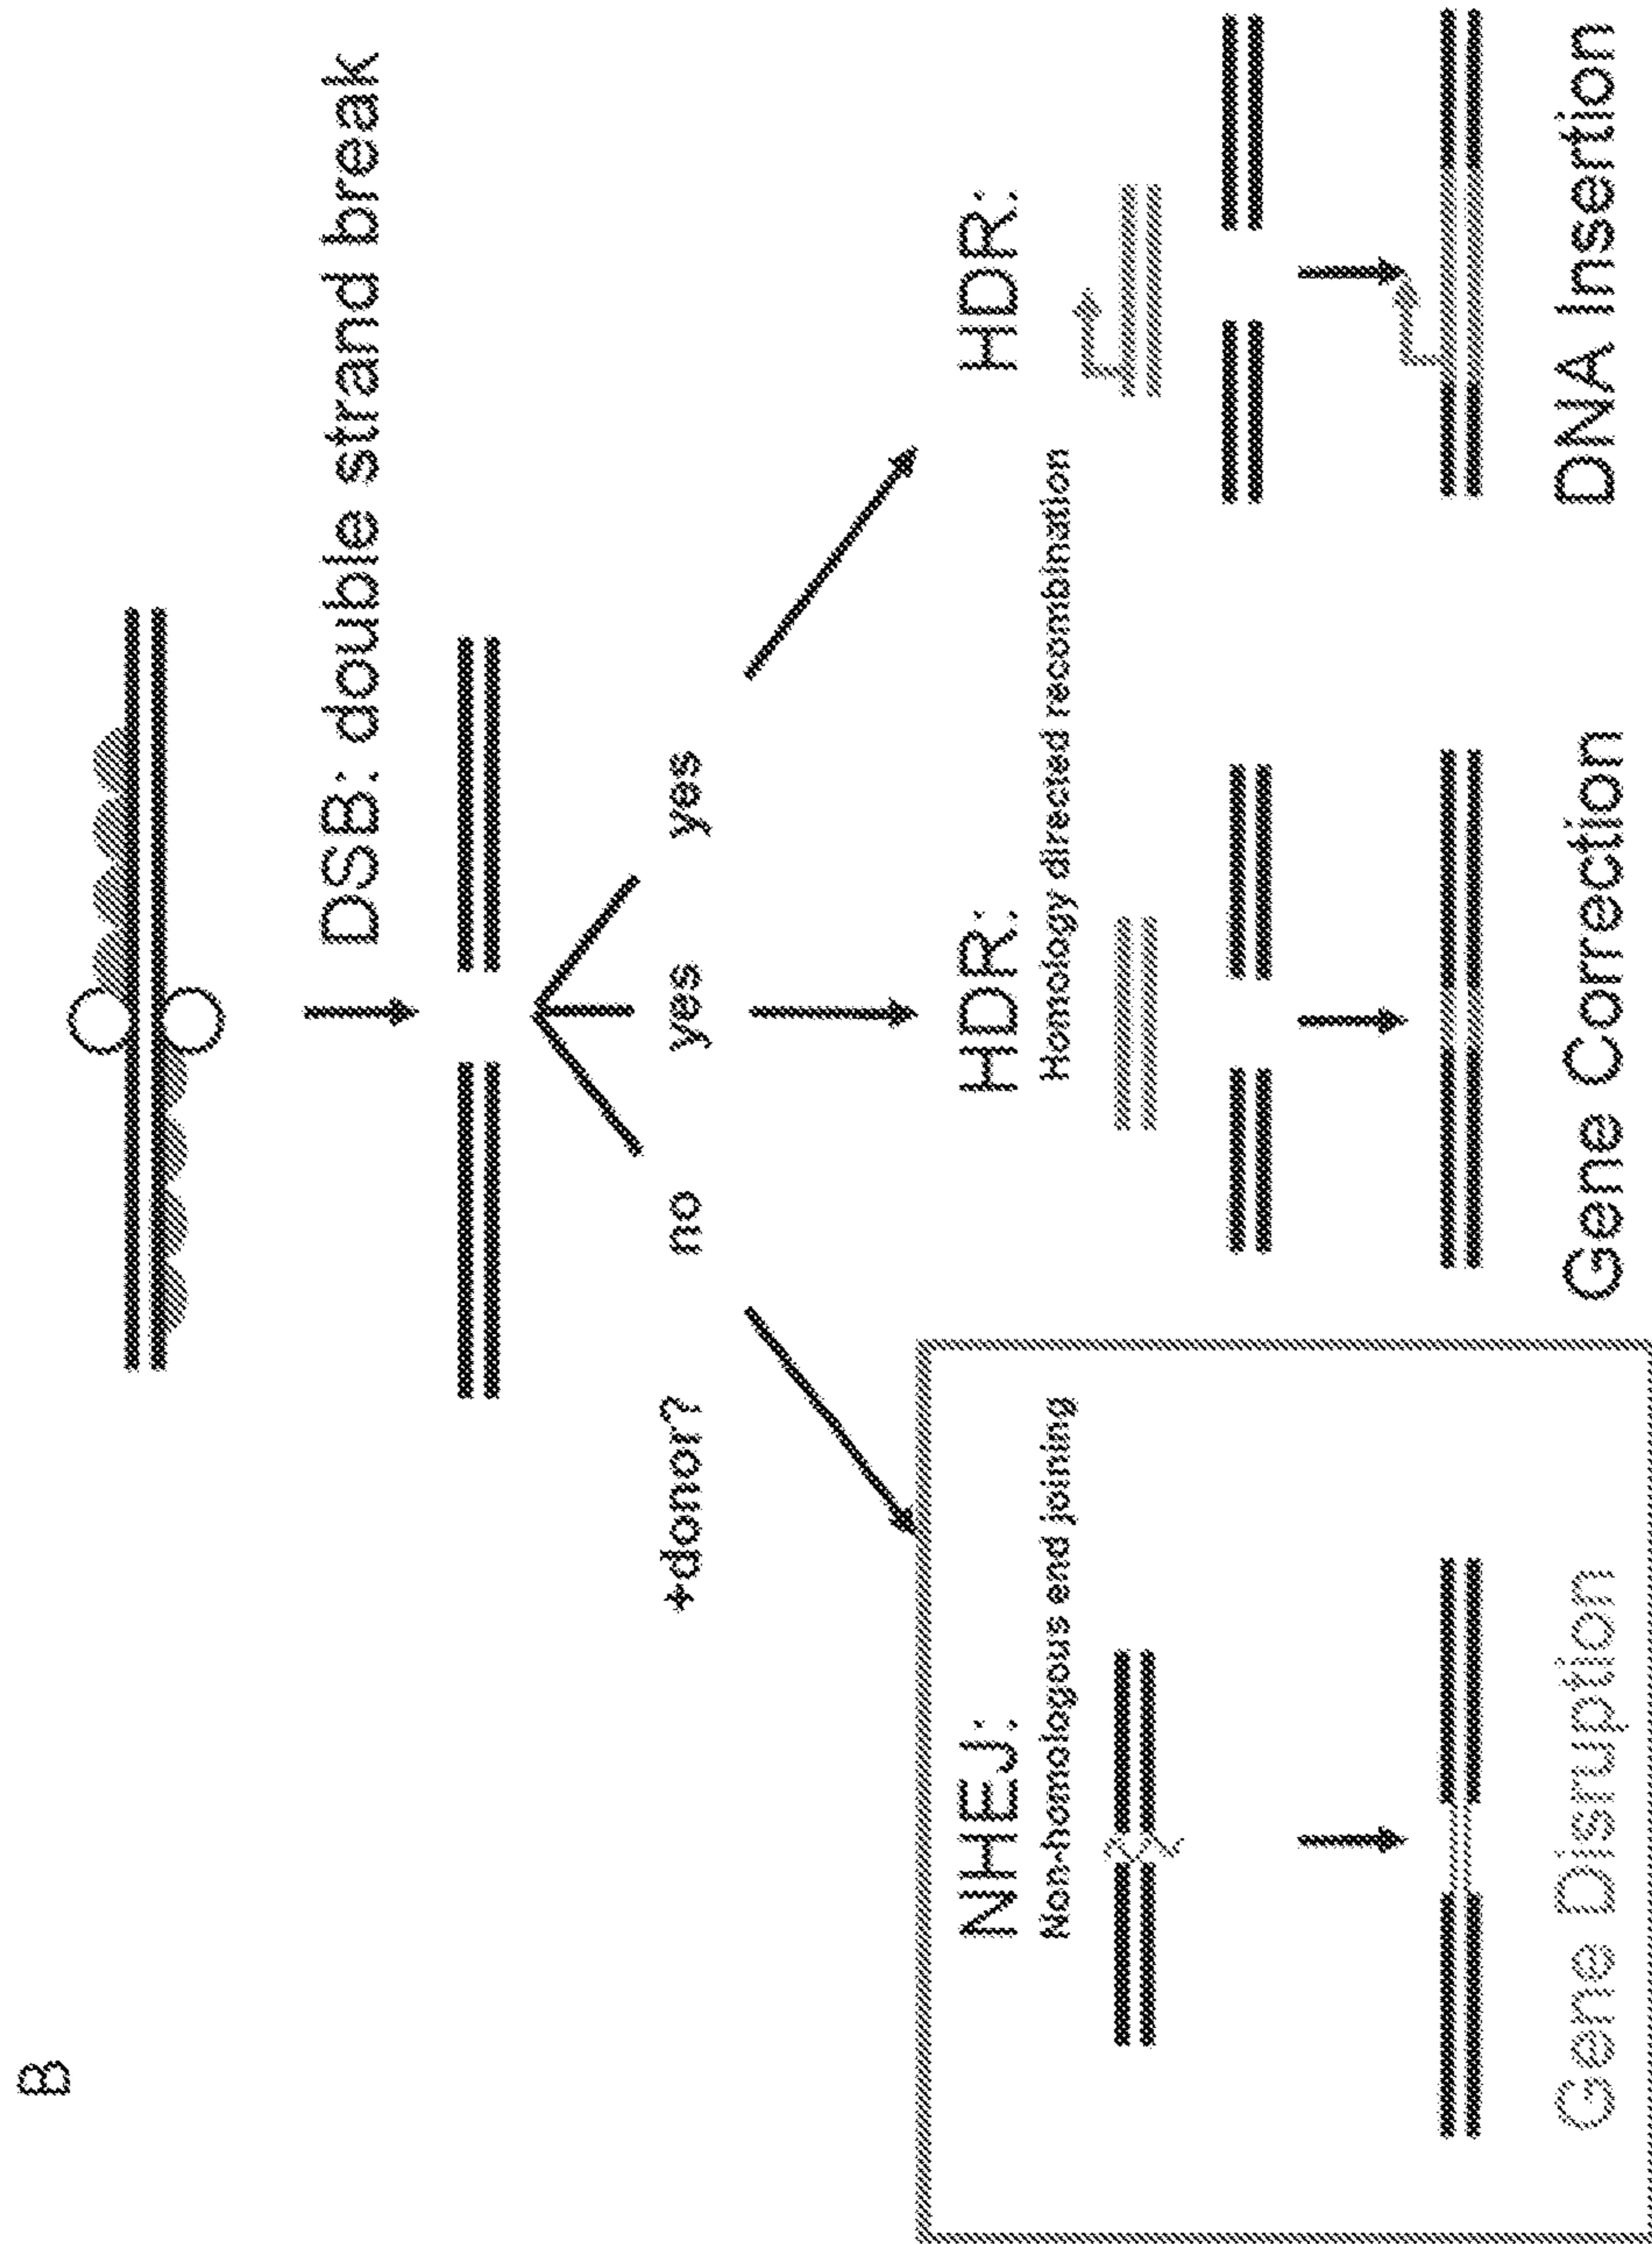 B
DSB: double strand break
+donor?
no
yes
yes
NHEJ:
Non-homologous end joining
HDR:
Homology directed recombination
HDR:
Gene Disruption
Gene Correction
DNA Insertion